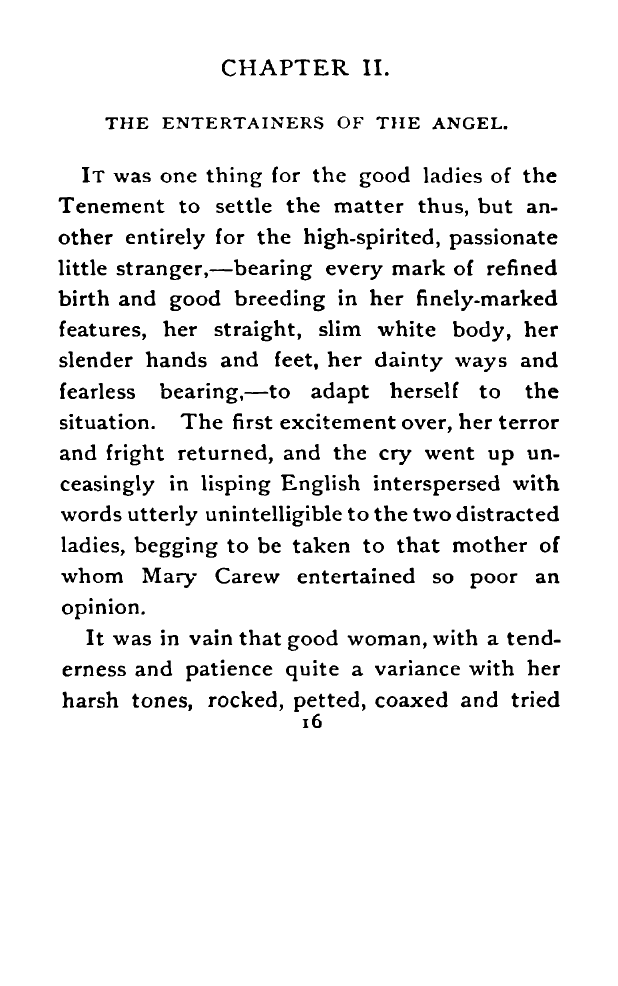 CHAPTER II.
THE ENTERTAINERS OF THE ANGEL.
IT was one thing for the good ladies of the
Tenement to settle the matter thus, but an-
other entirely for the high-spirited, passionate
little stranger,—bearing every mark of refined
birth and good breeding in her finely-marked
features, her straight, slim white body, her
slender hands and feet, her dainty ways and
fearless bearing,—to adapt herself to the
situation. The first excitement over, her terror
and fright returned, and the cry went up un-
ceasingly in lisping English interspersed with
words utterly unintelligible to the two distracted
ladies, begging to be taken to that mother of
whom Mary Carew entertained so poor an
opinion.
It was in vain that good woman, with a tend-
erness and patience quite a variance with her
harsh tones, rocked, petted, coaxed and tried
16